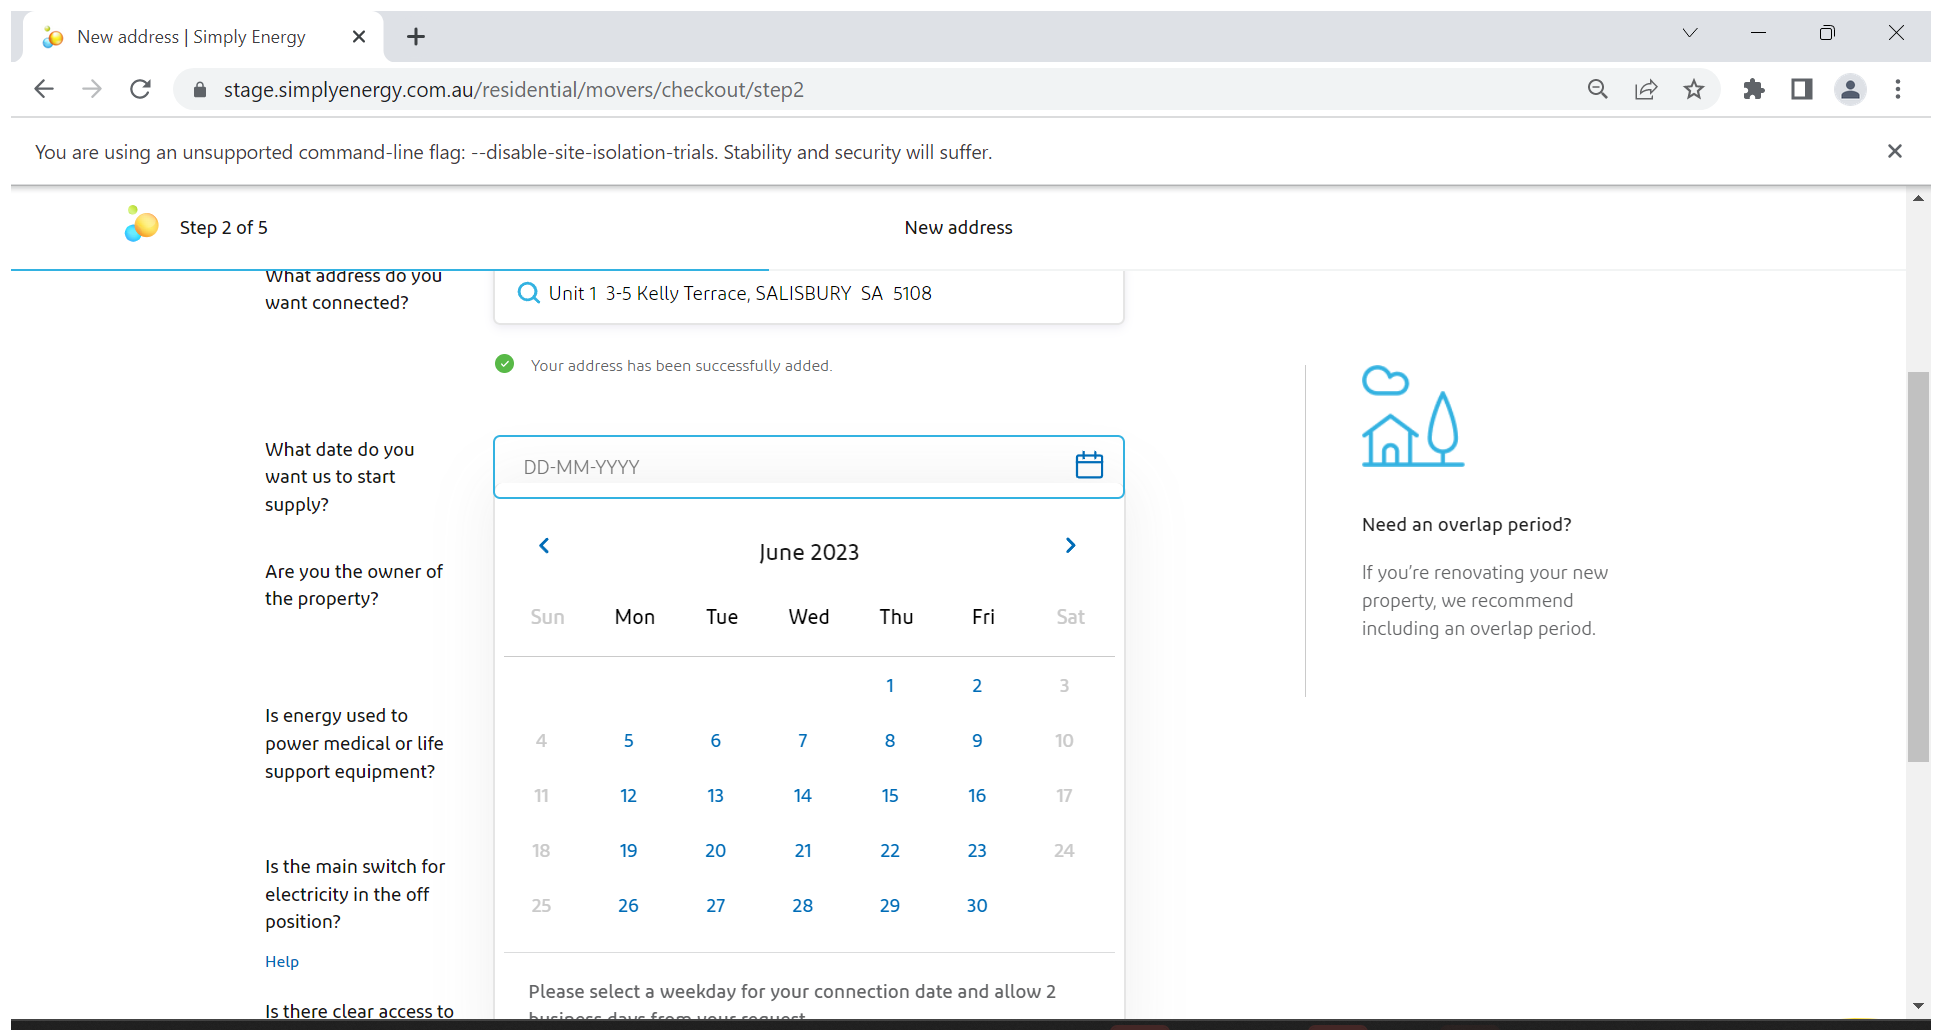 New address | Simply Energy
stage.simplyenergy.com.au/residential/movers/checkout/step2
You are using an unsupported command-line flag: --disable-site-isolation-trials. Stability and security will suffer.
Step 2 of 5
New address
What address do you
want connected?
Unit 1 3-5 Kelly Terrace, SALISBURY SA 5108
Your address has been successfully added.
What date do you
want us to start
supply?
DD-MM-YYYY
June 2023
Sun Mon Tue Wed Thu Fri Sat
1 2 3
4 5 6 7 8 9 10
11 12 13 14 15 16 17
18 19 20 21 22 23 24
25 26 27 28 29 30
Please select a weekday for your connection date and allow 2
business days from your request
Are you the owner of
the property?
Is energy used to
power medical or life
support equipment?
Is the main switch for
electricity in the off
position?
Help
Is there clear access to
Need an overlap period?
If you're renovating your new
property, we recommend
including an overlap period.